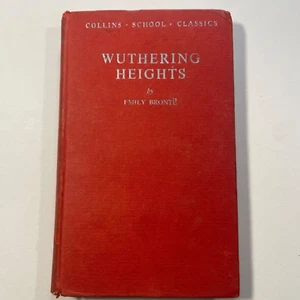 COLLINS · SCHOOL · CLASSICS
WUTHERING
HEIGHTS
by
EMILY BRONTË